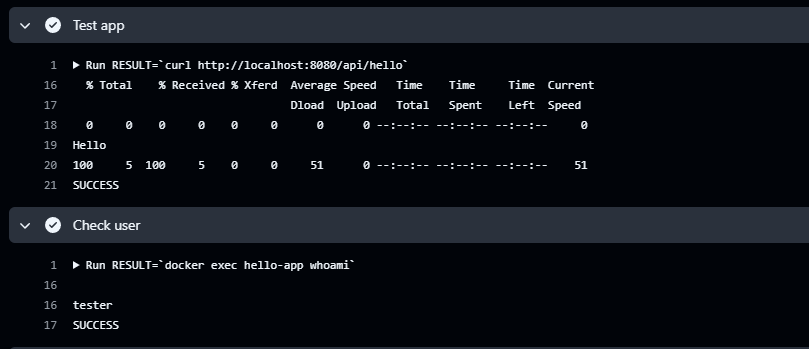 Test app
1 ▶ Run RESULT=`curl http://localhost:8080/api/hello`
16 % Total % Received % Xferd Average Speed Time Time Time Current
17 Dload Upload Total Spent Left Speed
18 0 0 0 0 0 0 0 0 --:--:-- --:--:-- --:--:-- 0
19 Hello
20 100 5 100 5 0 0 51 0 --:--:-- --:--:-- --:--:-- 51
21 SUCCESS
Check user
1 ▶ Run RESULT=`docker exec hello-app whoami`
16
16 tester
17 SUCCESS